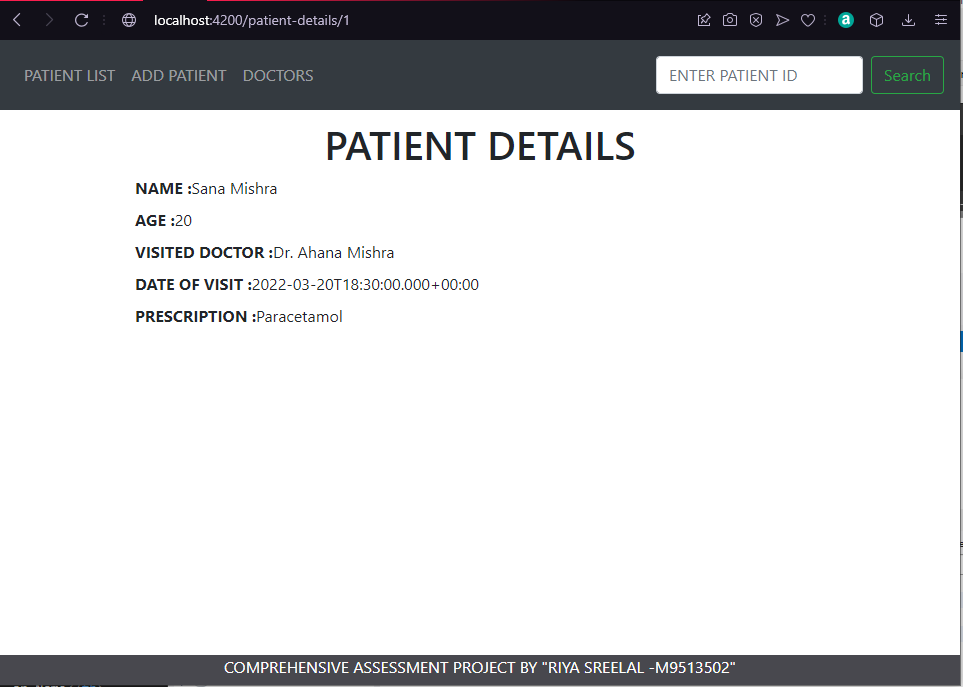 localhost:4200/patient-details/1
a
PATIENT LIST ADD PATIENT DOCTORS ENTER PATIENT ID Search
PATIENT DETAILS
NAME :Sana Mishra
AGE :20
VISITED DOCTOR :Dr. Ahana Mishra
DATE OF VISIT :2022-03-20T18:30:00.000+00:00
PRESCRIPTION :Paracetamol
COMPREHENSIVE ASSESSMENT PROJECT BY "RIYA SREELAL -M9513502"